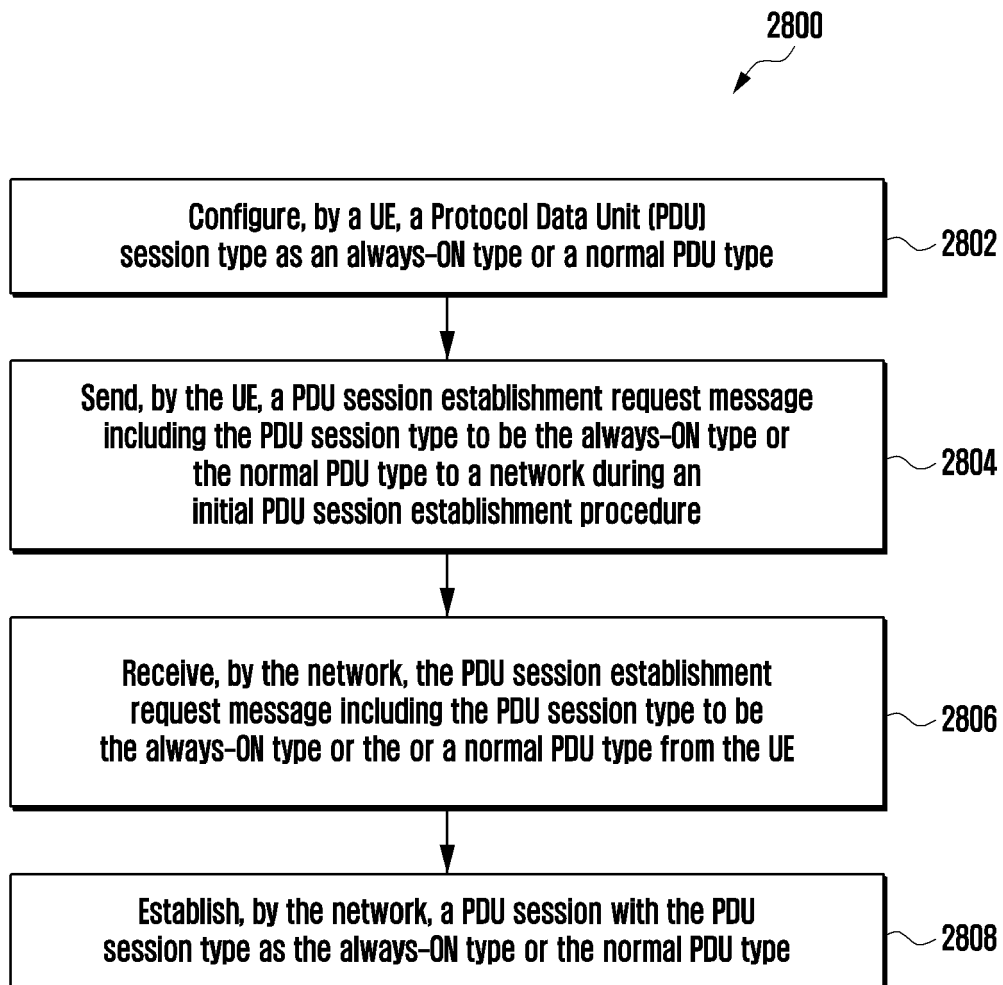 2800
Configure, by a UE, a Protocol Data Unit (PDU)
session type as an always-ON type or a normal PDU type
2802
Send, by the UE, a PDU session establishment request message
including the PDU session type to be the always-ON type or
the normal PDU type to a network during an
initial PDU session establishment procedure
2804
Receive, by the network, the PDU session establishment
request message including the PDU session type to be
the always-ON type or the or a normal PDU type from the UE
2806
Establish, by the network, a PDU session with the PDU
session type as the always-ON type or the normal PDU type
2808